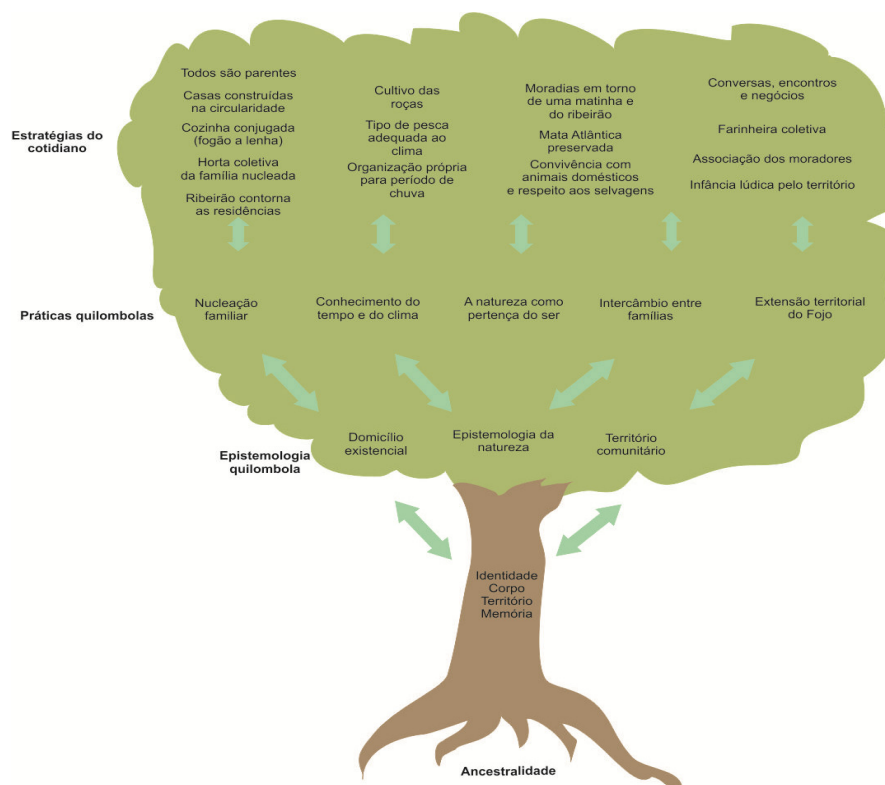 Estratégias do
cotidiano
Todos são parentes
Casas construídas
na circularidade
Cozinha conjugada
(fogão a lenha)
Horta coletiva
da família nucleada
Ribeirão contorna
as residências
Cultivo das
roças
Tipo de pesca
adequada ao
clima
Organização própria
para período de
chuva
Moradias em torno
de uma matinha e
do ribeirão
Mata Atlântica
preservada
Convivência com
animais domésticos
e respeito aos selvagens
Conversas, encontros
e negócios
Farinheira coletiva
Associação dos moradores
Infância lúdica pelo território
Práticas quilombolas
Nucleação
familiar
Conhecimento do
tempo e do clima
A natureza como
pertença do ser
Intercâmbio entre
famílias
Extensão territorial
do Fojo
Epistemologia
quilombola
Domicílio
existencial
Epistemologia da
natureza
Território
comunitário
Identidade
Corpo
Território
Memória
Ancestralidade